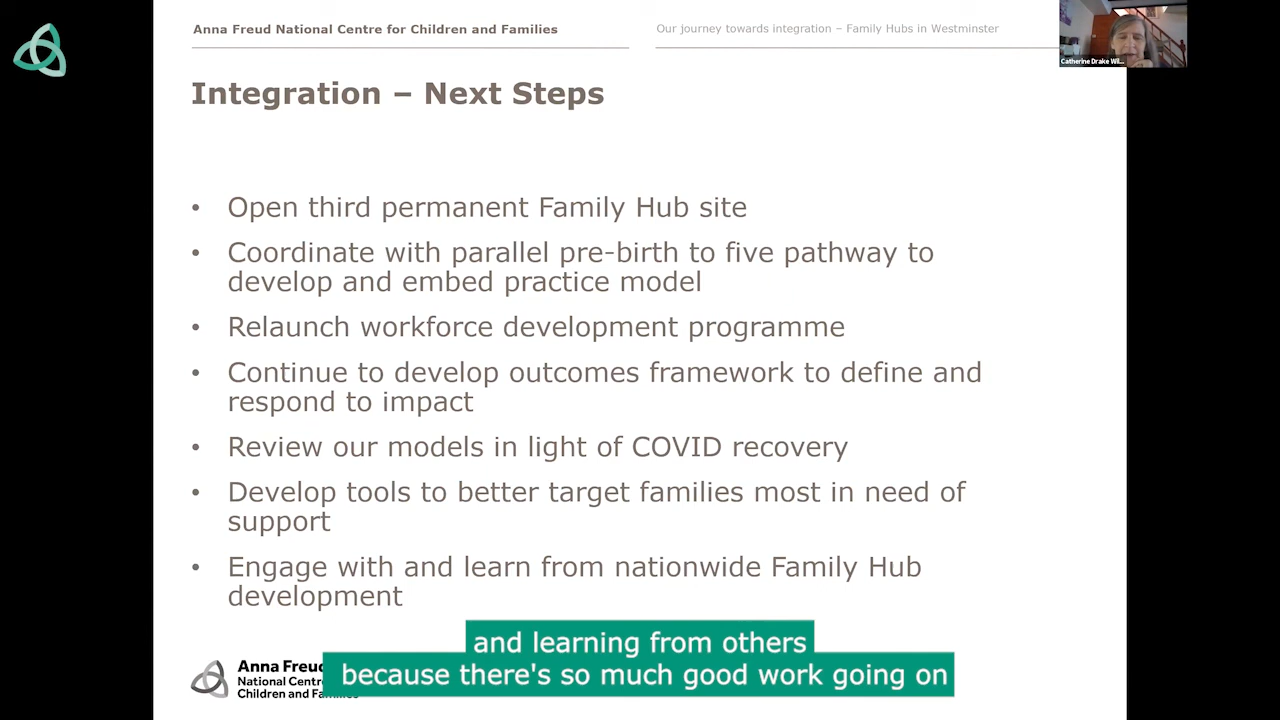 Anna Freud National Centre for Children and Families
Our journey towards integration – Family Hubs in Westminster
Catherine Drake Wil...
Integration – Next Steps
• Open third permanent Family Hub site
• Coordinate with parallel pre-birth to five pathway to
develop and embed practice model
• Relaunch workforce development programme
• Continue to develop outcomes framework to define and
respond to impact
• Review our models in light of COVID recovery
• Develop tools to better target families most in need of
support
• Engage with and learn from nationwide Family Hub
development
and learning from others
because there's so much good work going on
Anna Freud
National Centre
Children and Families